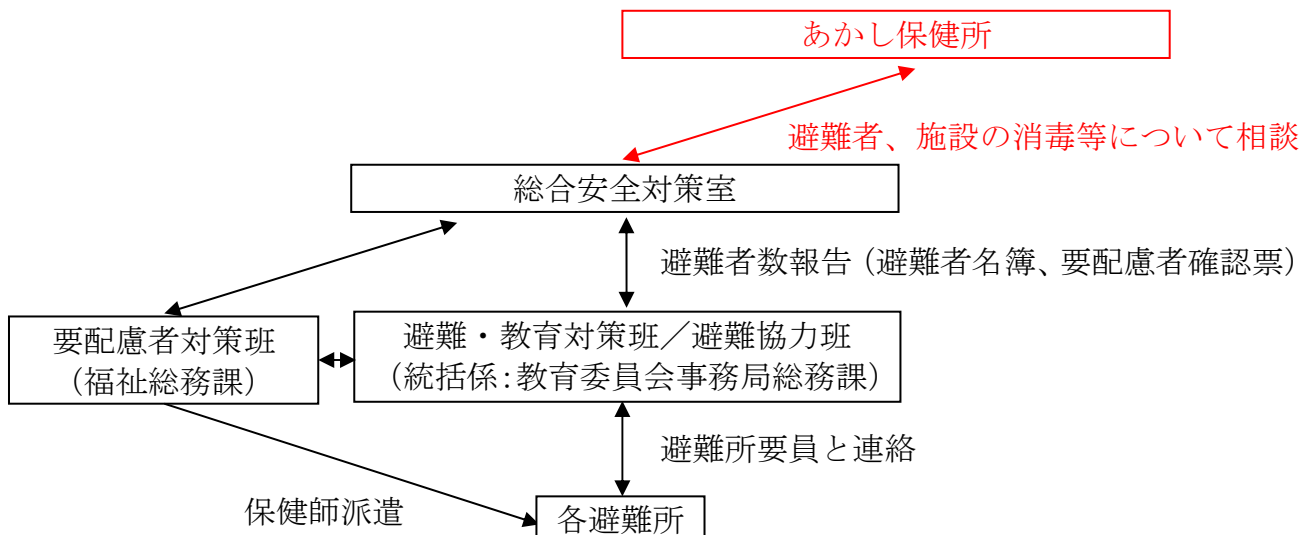 あかし保健所
避難者、施設の消毒等について相談
総合安全対策室
避難者数報告（避難者名簿、要配慮者確認票）
要配慮者対策班
（福祉総務課）
避難・教育対策班／避難協力班
（統括係：教育委員会事務局総務課）
避難所要員と連絡
保健師派遣
各避難所